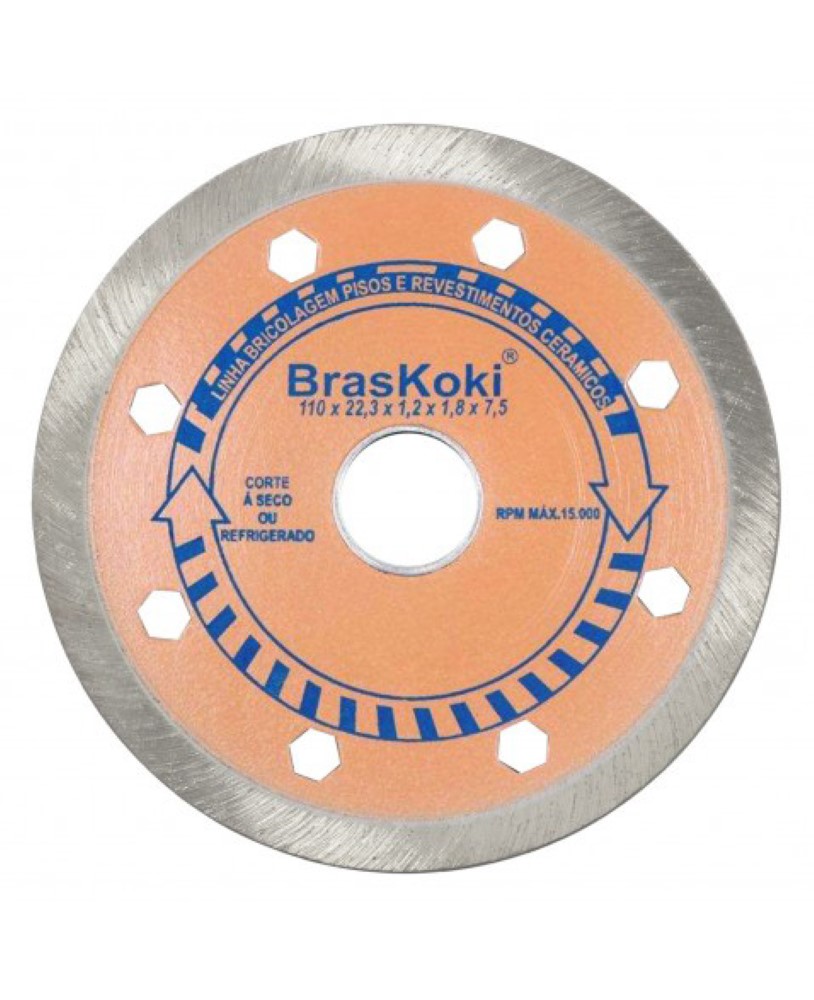 LINHA BRICOLAGEM PISOS E REVESTIMENTOS CERAMICOS
BrasKoki®
110 x 22,3 x 1,2 x 1,8 x 7,5
CORTE
Á SECO
OU
REFRIGERADO
RPM MÁX.15.000